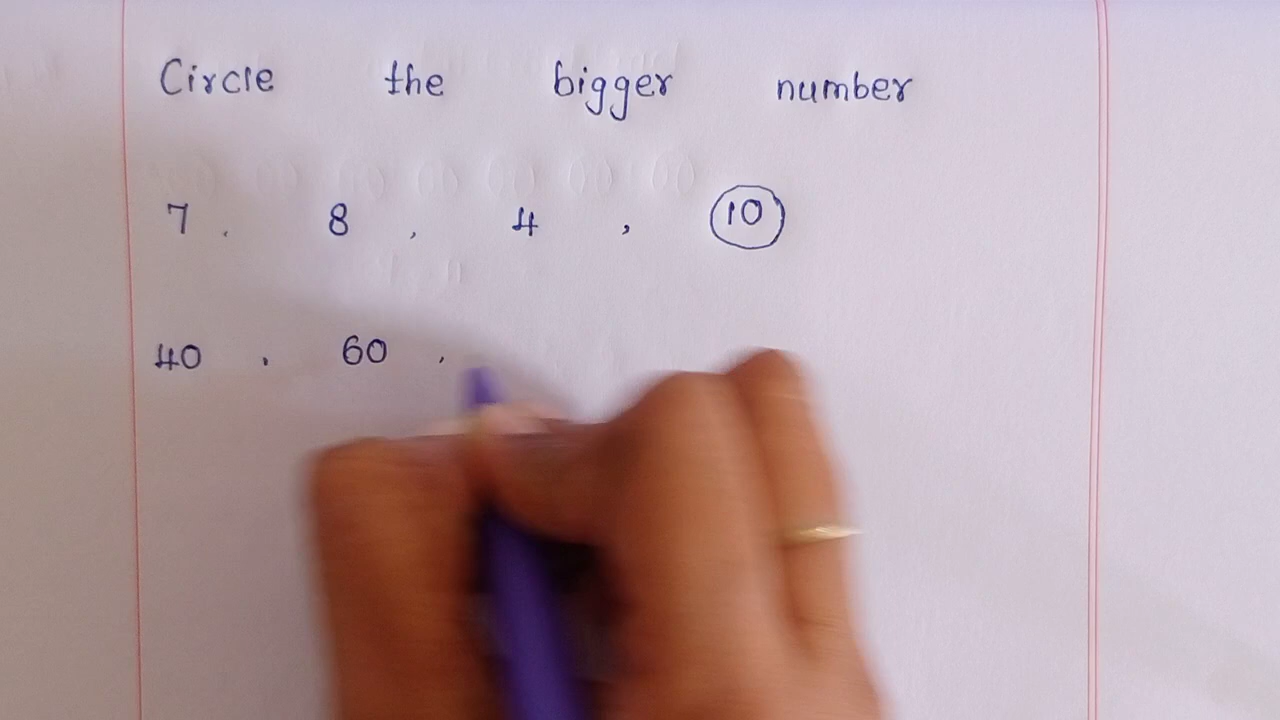 Circle the bigger number
7 , 8 , 4 , 10
40 , 60 ,